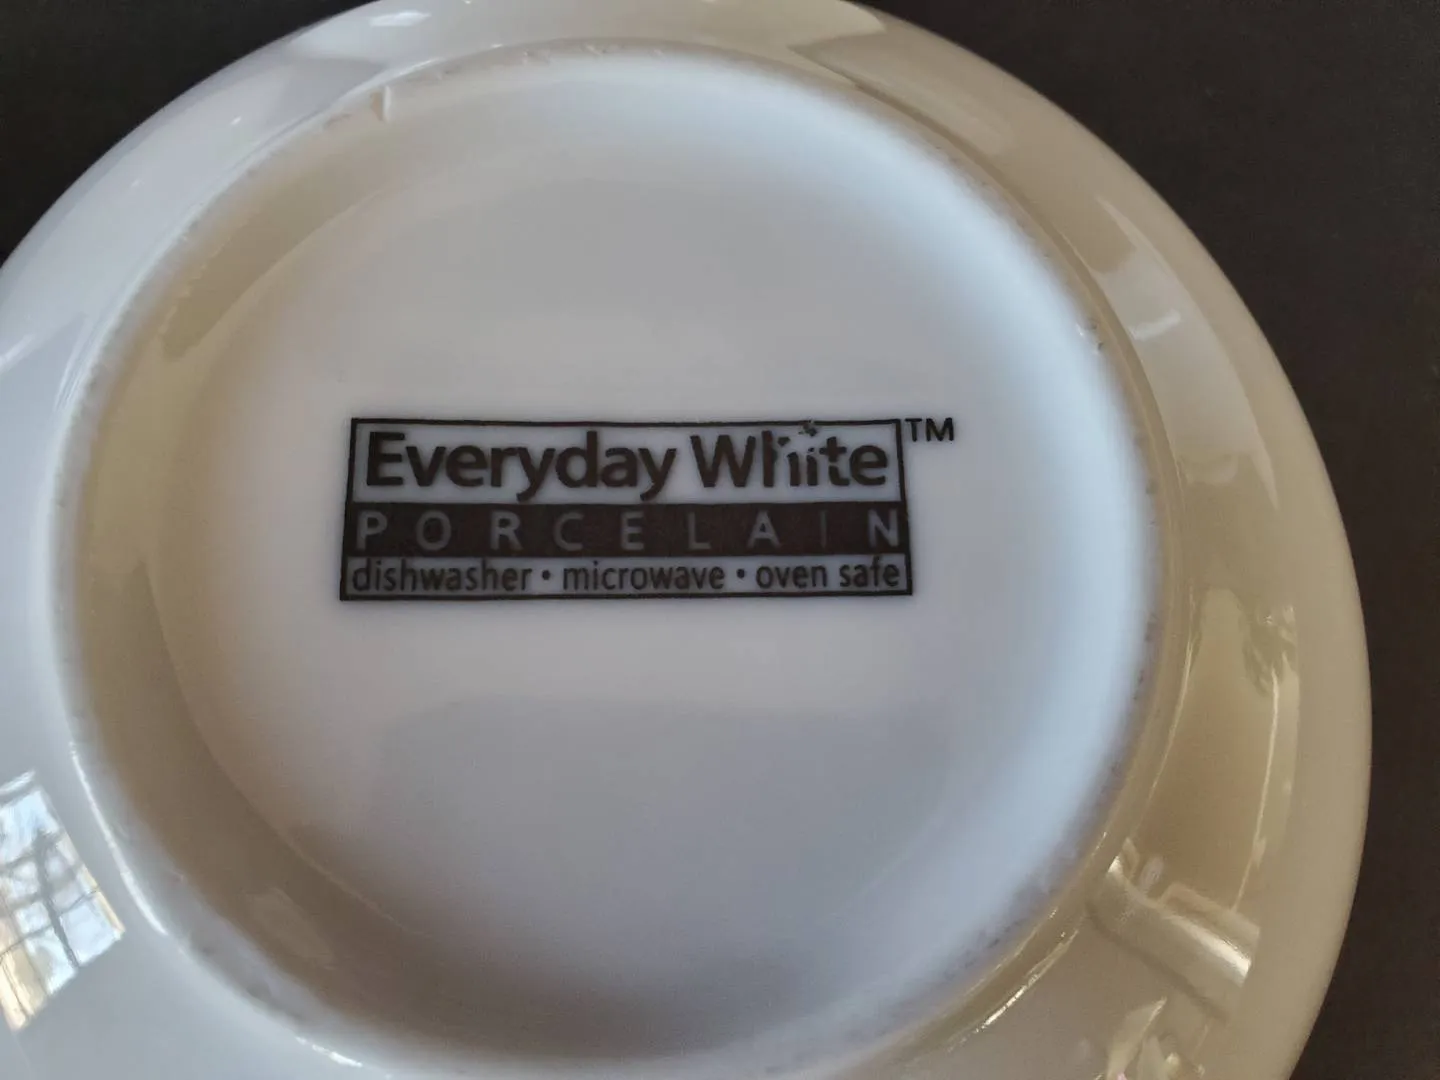 Everyday White™
PORCELAIN
dishwasher • microwave • oven safe